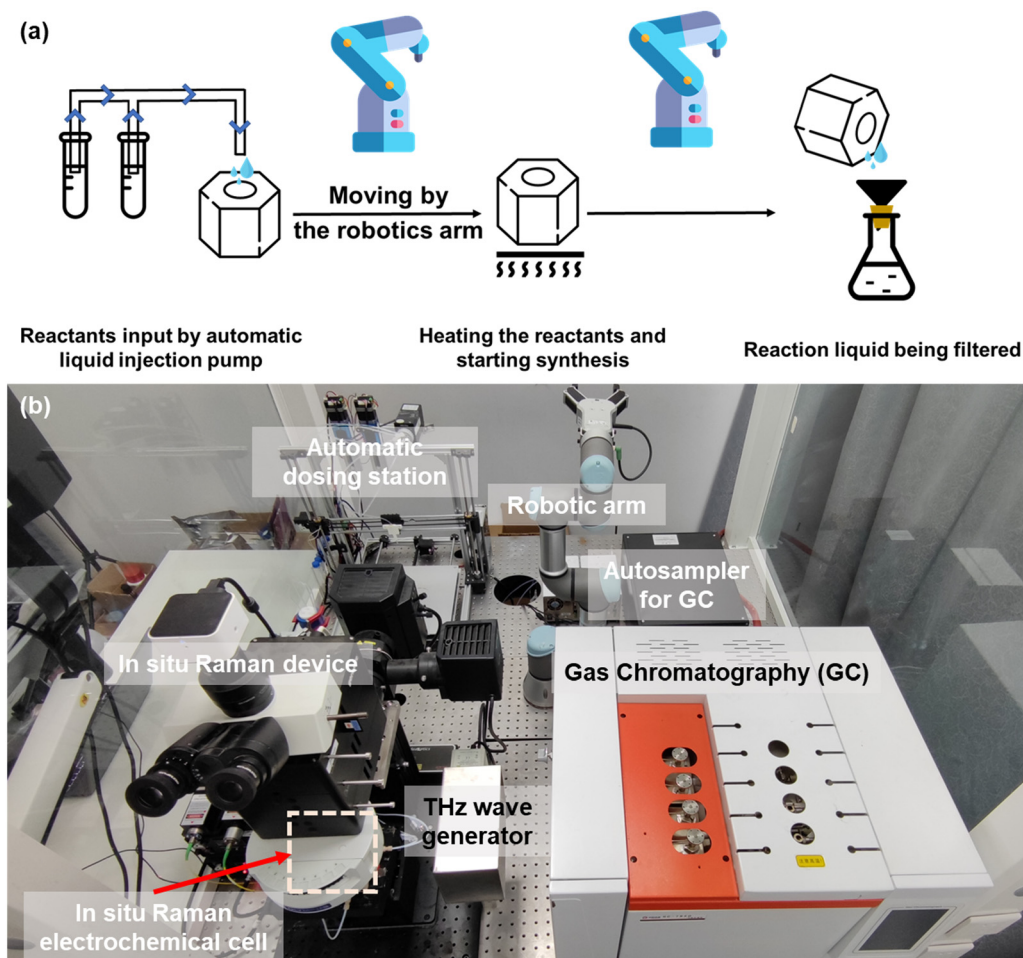 (a)
Moving by
the robotics arm
Reactants input by automatic
liquid injection pump
Heating the reactants and
starting synthesis
Reaction liquid being filtered
(b)
Automatic
dosing station
Robotic arm
Autosampler
for GC
In situ Raman device
Gas Chromatography (GC)
THz wave
generator
In situ Raman
electrochemical cell